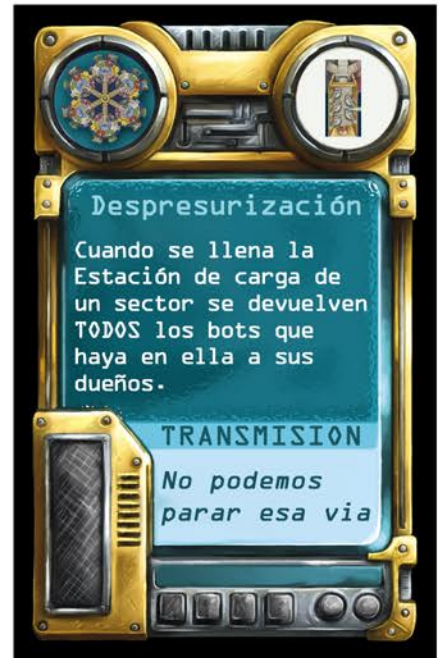 Despresurización
Cuando se llena la
Estación de carga de
un sector se devuelven
TODOS los bots que
haya en ella a sus
dueños.
TRANSMISION
No podemos
parar esa via